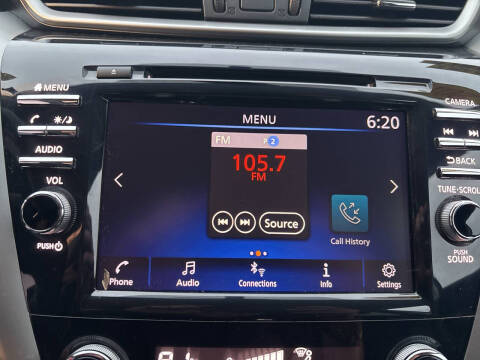 MENU
CAMERA
MENU
6:20
FM P 2
105.7
FM
AUDIO
BACK
VOL
TUNE·SCROLL
Source
Call History
PUSH
PUSH
SOUND
Phone
Audio
Connections
Info
Settings